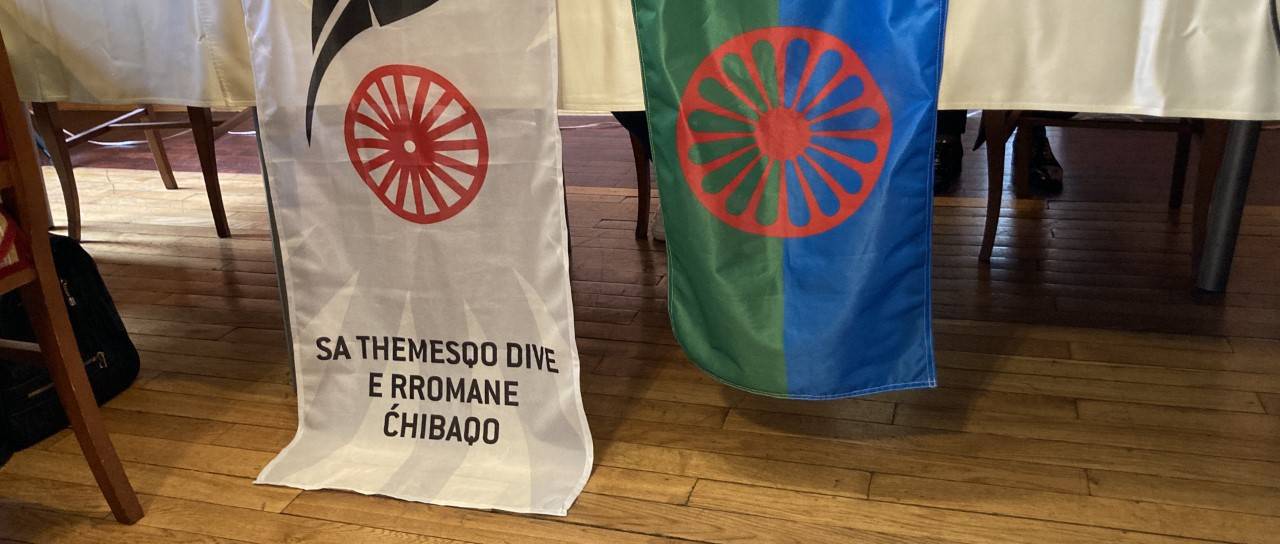 SA THEMESQO DIVE
E RROMANE
ĆHIBAQO